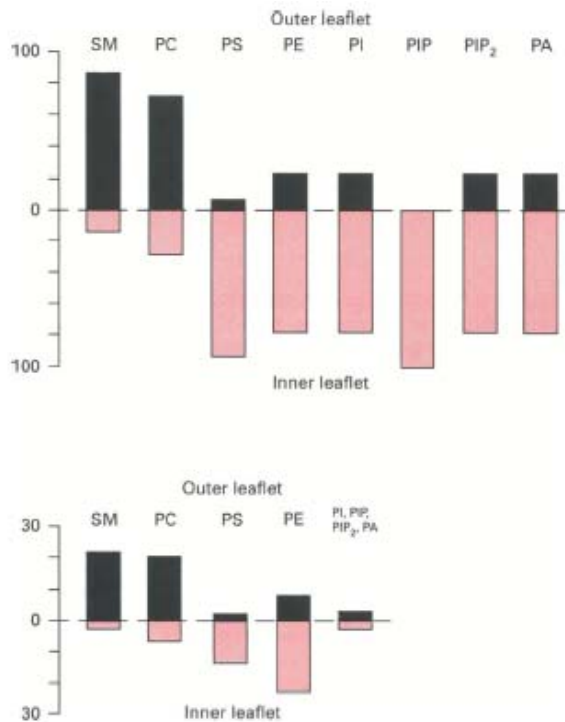 Outer leaflet
SM PC PS PE PI PIP PIP₂ PA
100
0
100
Inner leaflet
Outer leaflet
SM PC PS PE PI, PIP,
PIP₂, PA
30
0
30
Inner leaflet